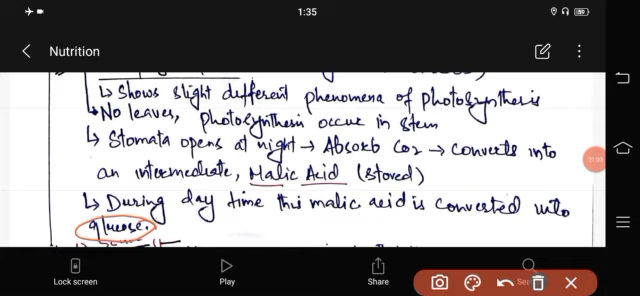 1:35
Nutrition
↳ Shows slight different phenomena of photosynthesis
↳ No leaves, photosynthesis occur in stem
↳ Stomata opens at night → Absorb CO2 → converts into
an intermediate, Malic Acid (stored)
↳ During day time this malic acid is converted into
glucose.
21:03
Lock screen
Play
Share